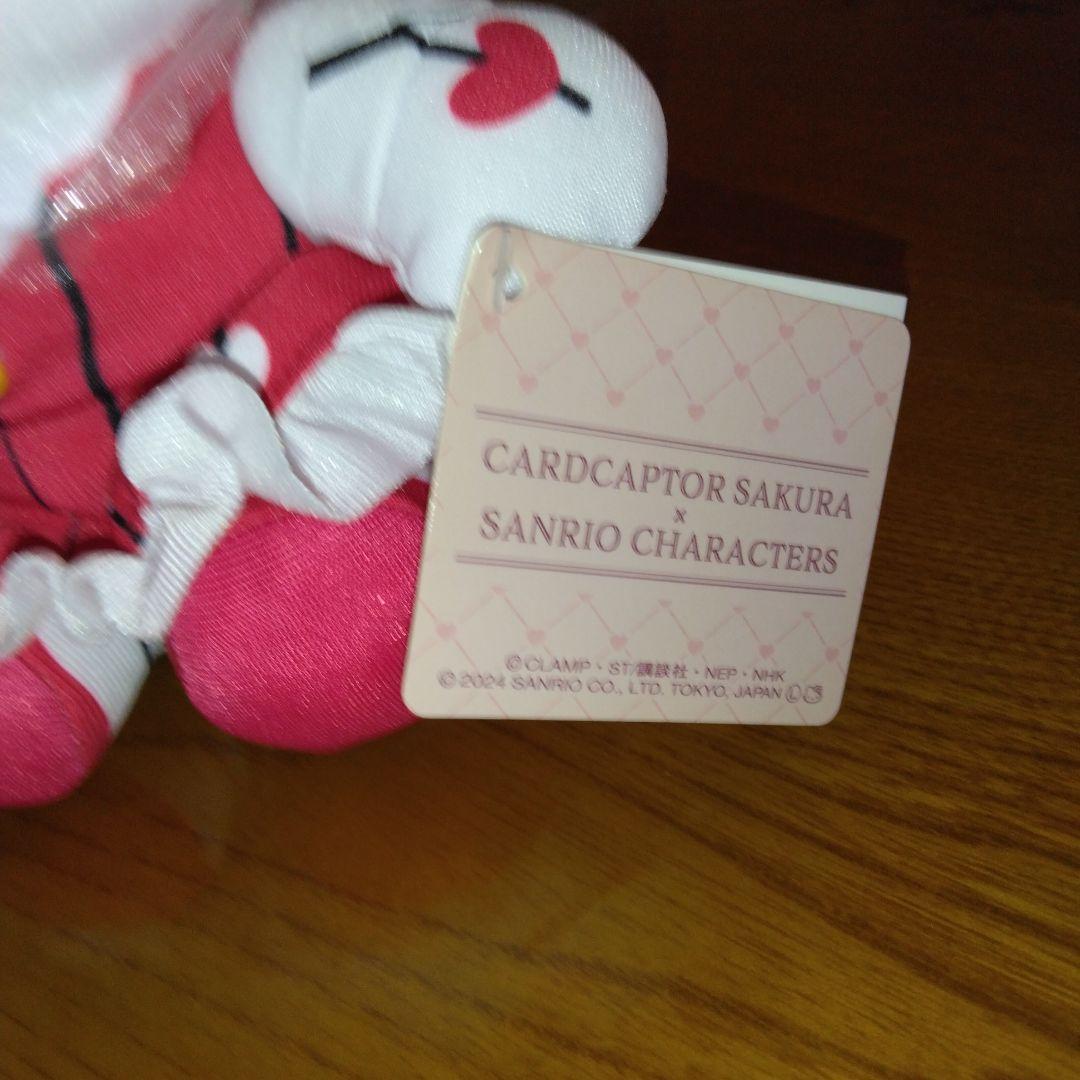 CARDCAPTOR SAKURA
×
SANRIO CHARACTERS
©CLAMP・ST/講談社・NEP・NHK
©2024 SANRIO CO., LTD. TOKYO, JAPAN Ⓛ